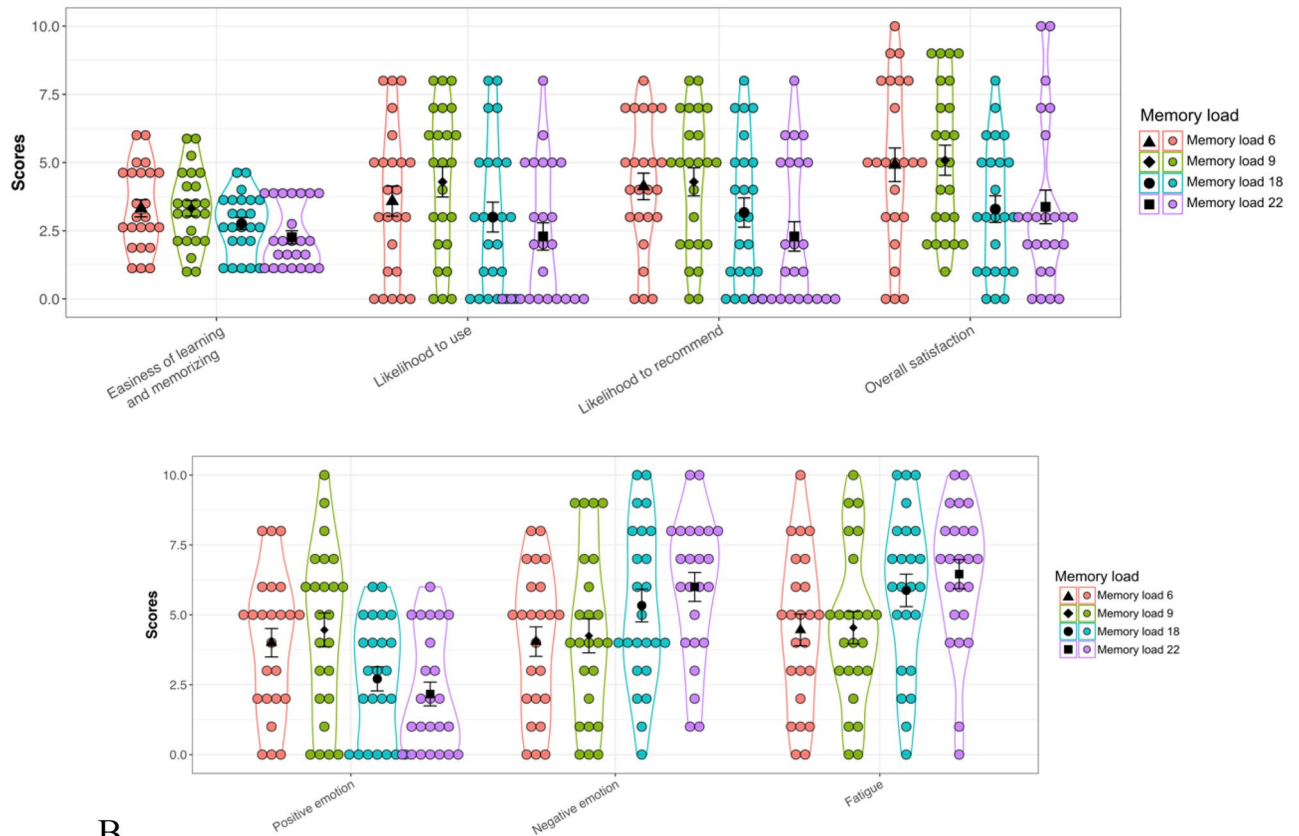 10.0
7.5
5.0
2.5
0.0
Scores
Easiness of learning
and memorizing
Likelihood to use
Likelihood to recommend
Overall satisfaction
Memory load
Memory load 6
Memory load 9
Memory load 18
Memory load 22
10.0
7.5
5.0
2.5
0.0
Scores
Positive emotion
Negative emotion
Fatigue
Memory load
Memory load 6
Memory load 9
Memory load 18
Memory load 22
B